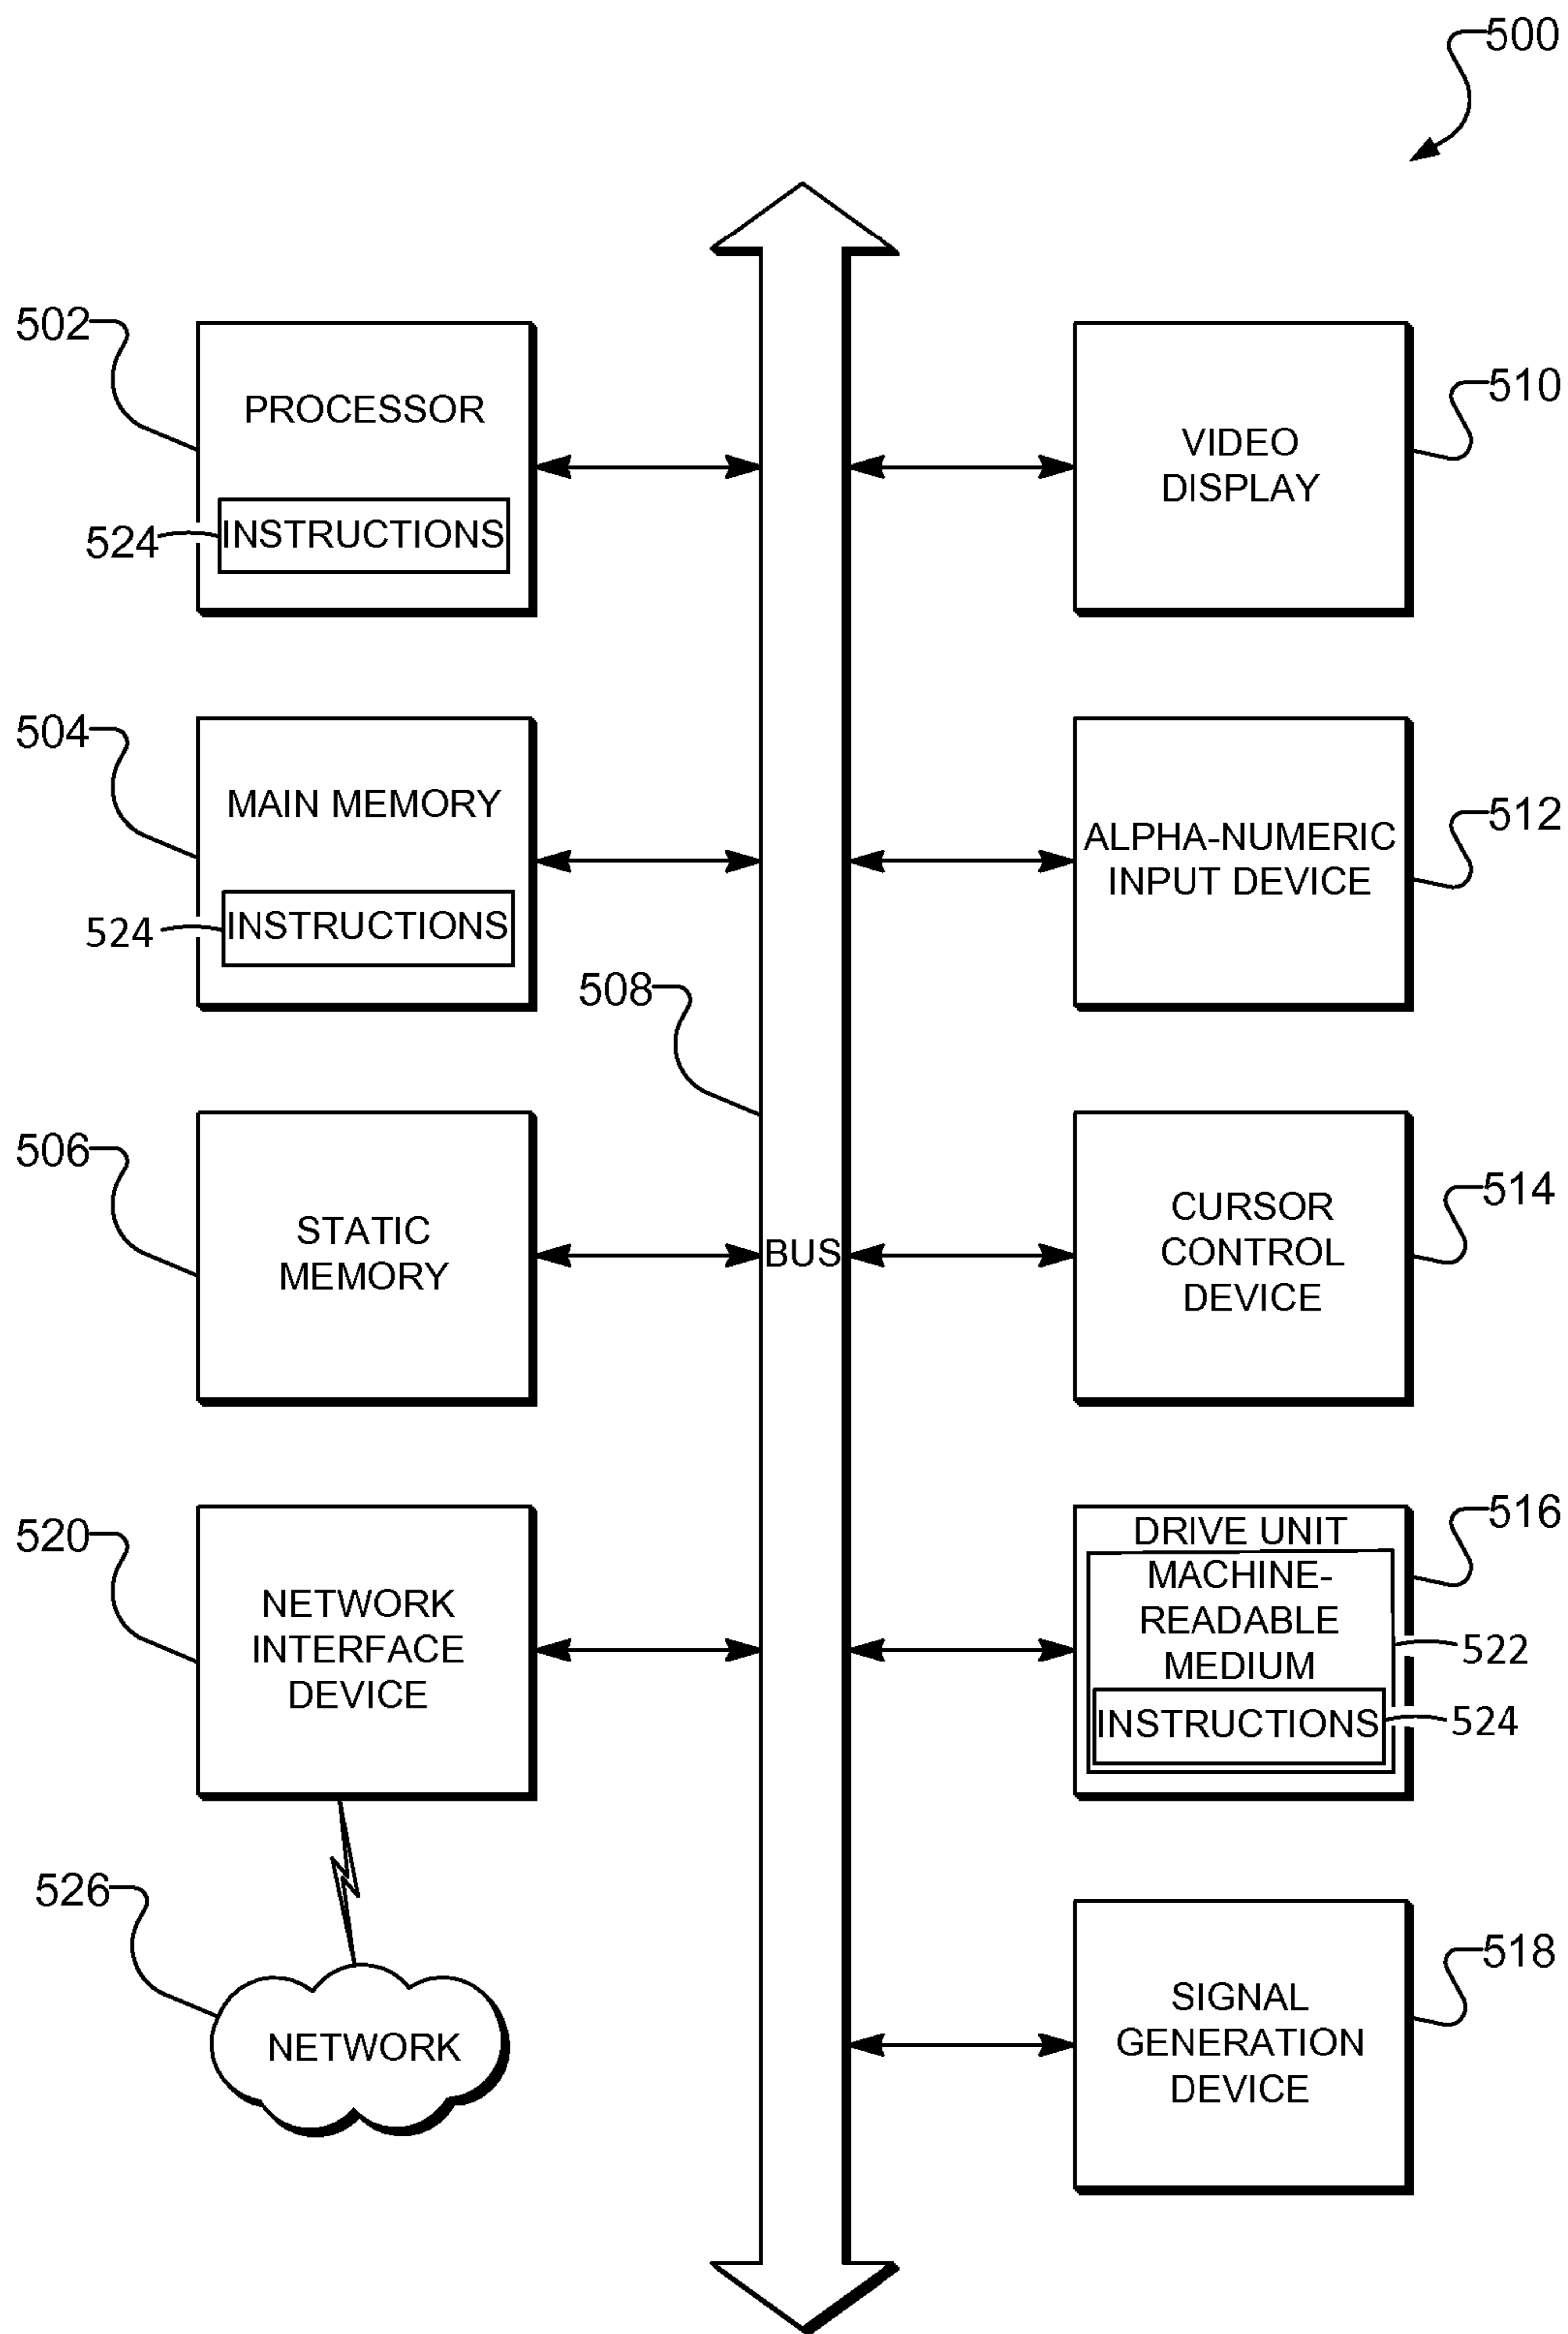 500
502
PROCESSOR
524
INSTRUCTIONS
510
VIDEO
DISPLAY
504
MAIN MEMORY
524
INSTRUCTIONS
512
ALPHA-NUMERIC
INPUT DEVICE
508
BUS
506
STATIC
MEMORY
514
CURSOR
CONTROL
DEVICE
520
NETWORK
INTERFACE
DEVICE
516
DRIVE UNIT
MACHINE-
READABLE
MEDIUM
522
INSTRUCTIONS
524
526
NETWORK
518
SIGNAL
GENERATION
DEVICE